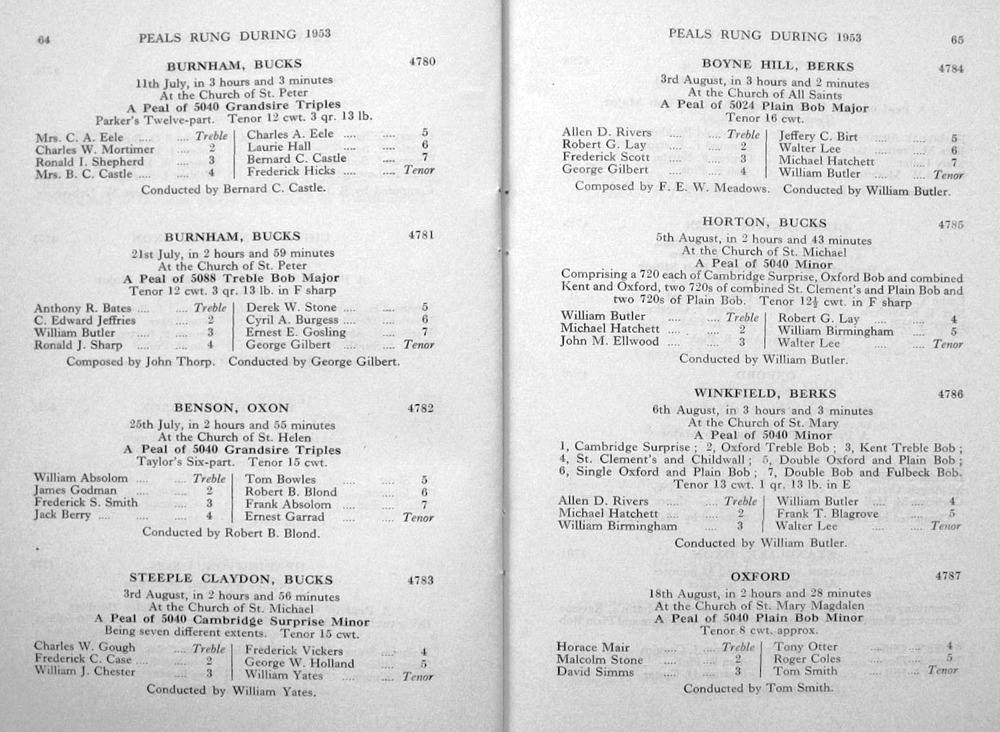 64
PEALS RUNG DURING 1953
BURNHAM, BUCKS 4780
11th July, in 3 hours and 3 minutes
At the Church of St. Peter
A Peal of 5040 Grandsire Triples
Parker's Twelve-part. Tenor 12 cwt. 3 qr. 13 lb.
Mrs. C. A. Eele .... .... Treble Charles A. Eele .... .... 5
Charles W. Mortimer .... 2 Laurie Hall .... .... 6
Ronald I. Shepherd .... 3 Bernard C. Castle .... .... 7
Mrs. B. C. Castle .... .... 4 Frederick Hicks .... .... Tenor
Conducted by Bernard C. Castle.
BURNHAM, BUCKS 4781
21st July, in 2 hours and 59 minutes
At the Church of St. Peter
A Peal of 5088 Treble Bob Major
Tenor 12 cwt. 3 qr. 13 lb. in F sharp
Anthony R. Bates .... .... Treble Derek W. Stone .... .... 5
C. Edward Jeffries .... 2 Cyril A. Burgess .... .... 6
William Butler .... .... 3 Ernest E. Gosling .... 7
Ronald J. Sharp .... .... 4 George Gilbert .... .... Tenor
Composed by John Thorp. Conducted by George Gilbert.
BENSON, OXON 4782
25th July, in 2 hours and 55 minutes
At the Church of St. Helen
A Peal of 5040 Grandsire Triples
Taylor's Six-part. Tenor 15 cwt.
William Absolom .... .... Treble Tom Bowles .... .... 5
James Godman .... .... 2 Robert B. Blond .... .... 6
Frederick S. Smith .... 3 Frank Absolom .... .... 7
Jack Berry .... .... .... 4 Ernest Garrad .... .... Tenor
Conducted by Robert B. Blond.
STEEPLE CLAYDON, BUCKS 4783
3rd August, in 2 hours and 56 minutes
At the Church of St. Michael
A Peal of 5040 Cambridge Surprise Minor
Being seven different extents. Tenor 15 cwt.
Charles W. Gough .... Treble Frederick Vickers .... 4
Frederick C. Case .... .... 2 George W. Holland .... 5
William J. Chester .... 3 William Yates .... .... Tenor
Conducted by William Yates.
PEALS RUNG DURING 1953
65
BOYNE HILL, BERKS 4784
3rd August, in 3 hours and 2 minutes
At the Church of All Saints
A Peal of 5024 Plain Bob Major
Tenor 16 cwt.
Allen D. Rivers .... .... Treble Jeffery C. Birt .... .... 5
Robert G. Lay .... .... 2 Walter Lee .... .... 6
Frederick Scott .... .... 3 Michael Hatchett .... .... 7
George Gilbert .... .... 4 William Butler .... .... Tenor
Composed by F. E. W. Meadows. Conducted by William Butler.
HORTON, BUCKS 4785
5th August, in 2 hours and 43 minutes
At the Church of St. Michael
A Peal of 5040 Minor
Comprising a 720 each of Cambridge Surprise, Oxford Bob and combined
Kent and Oxford, two 720s of combined St. Clement's and Plain Bob and
two 720s of Plain Bob. Tenor 12½ cwt. in F sharp
William Butler .... .... Treble Robert G. Lay .... .... 4
Michael Hatchett .... .... 2 William Birmingham .... 5
John M. Ellwood .... .... 3 Walter Lee .... .... Tenor
Conducted by William Butler.
WINKFIELD, BERKS 4786
6th August, in 3 hours and 3 minutes
At the Church of St. Mary
A Peal of 5040 Minor
1, Cambridge Surprise ; 2, Oxford Treble Bob ; 3, Kent Treble Bob ;
4, St. Clement's and Childwall ; 5, Double Oxford and Plain Bob ;
6, Single Oxford and Plain Bob ; 7, Double Bob and Fulbeck Bob.
Tenor 13 cwt. 1 qr. 13 lb. in E
Allen D. Rivers .... .... Treble William Butler .... .... 4
Michael Hatchett .... .... 2 Frank T. Blagrove .... 5
William Birmingham .... 3 Walter Lee .... .... Tenor
Conducted by William Butler.
OXFORD 4787
18th August, in 2 hours and 28 minutes
At the Church of St. Mary Magdalen
A Peal of 5040 Plain Bob Minor
Tenor 8 cwt. approx.
Horace Mair .... .... Treble Tony Otter .... .... 4
Malcolm Stone .... .... 2 Roger Coles .... .... 5
David Simms .... .... 3 Tom Smith .... .... Tenor
Conducted by Tom Smith.